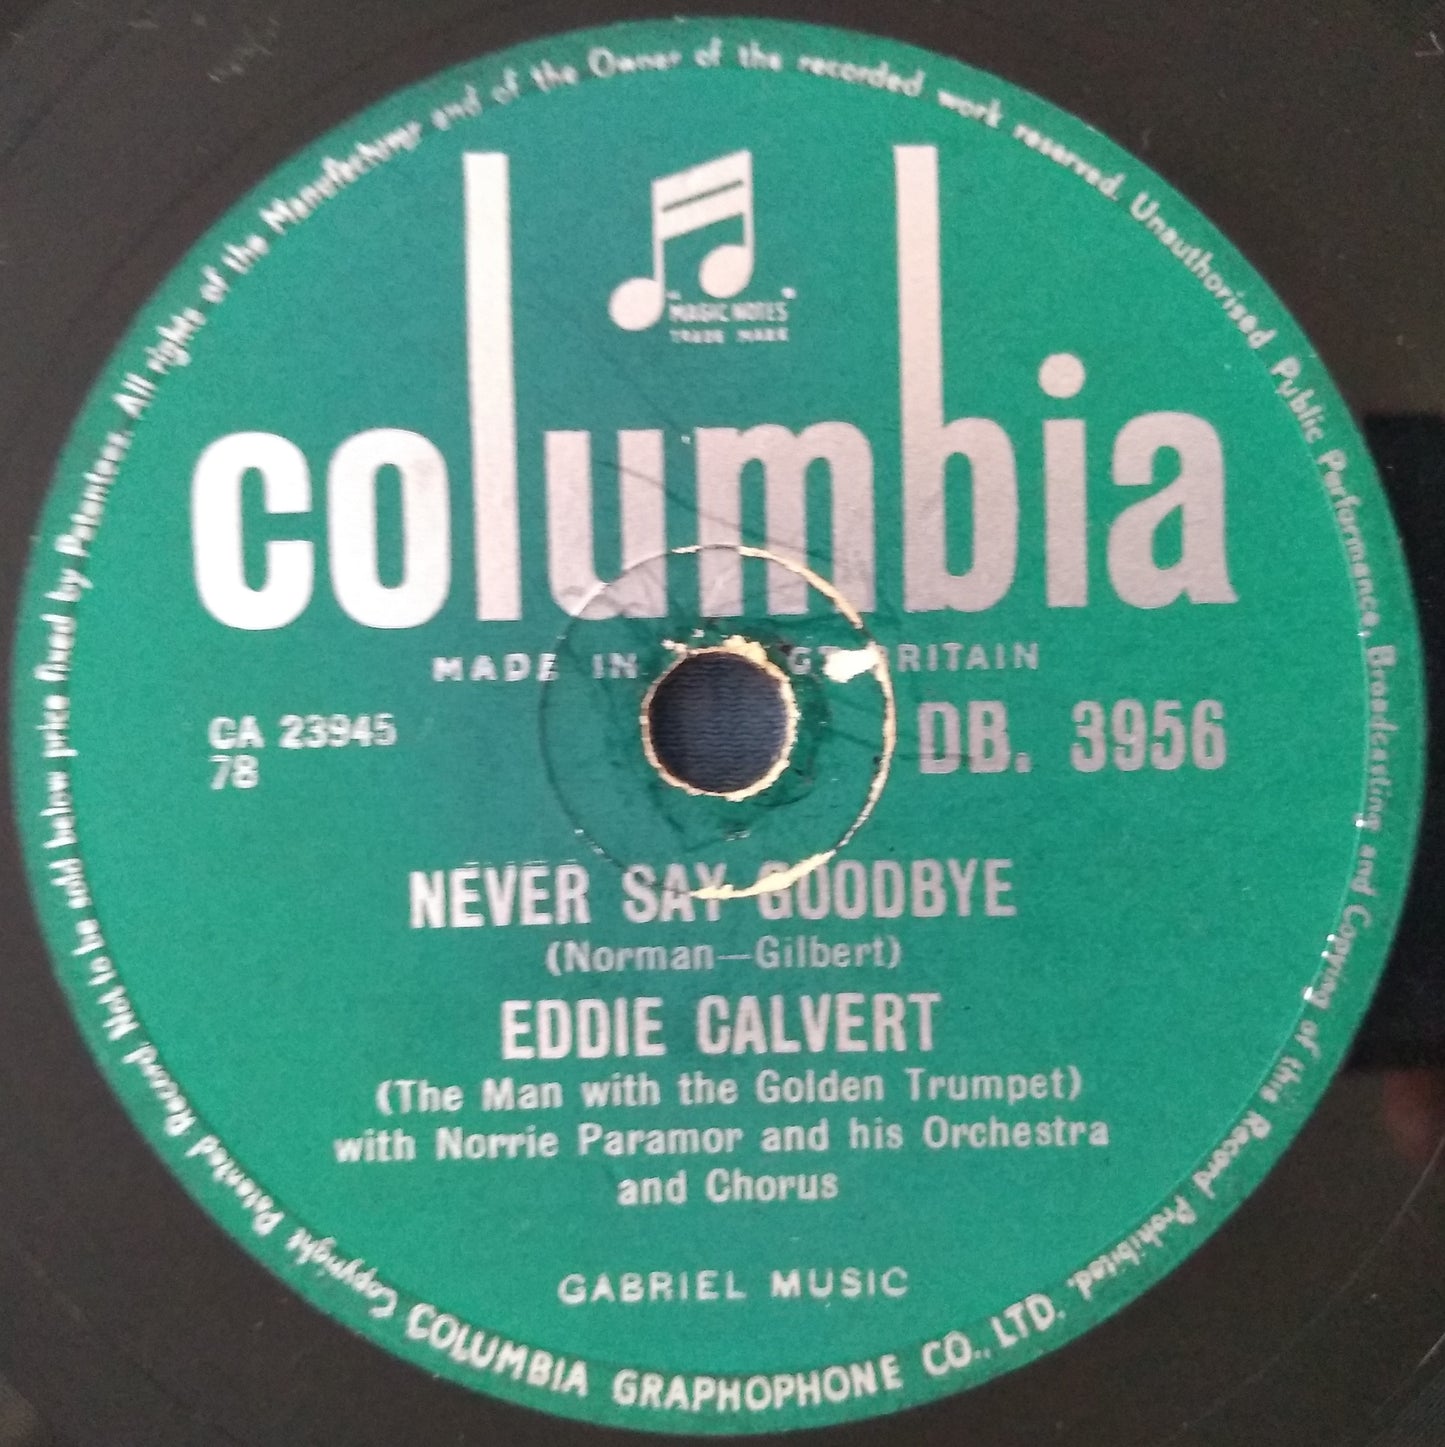 columbia
" MAGIC NOTES "
TRADE MARK
MADE IN GT BRITAIN
CA 23945
78
DB. 3956
NEVER SAY GOODBYE
(Norman—Gilbert)
EDDIE CALVERT
(The Man with the Golden Trumpet)
with Norrie Paramor and his Orchestra
and Chorus
GABRIEL MUSIC
COLUMBIA GRAPHOPHONE CO., LTD.
Copyright Patented Record Not to be sold below price fixed by Patentees. All rights of the Manufacturer and of the Owner of the recorded work reserved. Unauthorised Public Performance, Broadcasting and Copying of this Record Prohibited.